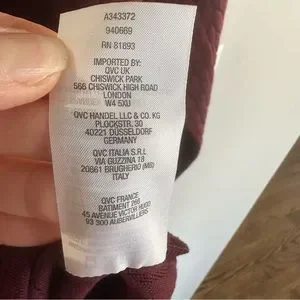 A343372
940669
RN 81893
IMPORTED BY:
QVC UK
CHISWICK PARK
566 CHISWICK HIGH ROAD
LONDON
W4 5XU
QVC HANDEL LLC & CO. KG
PLOCKSTR. 30
40221 DÜSSELDORF
GERMANY
QVC ITALIA S.R.L
VIA GUZZINA 18
20861 BRUGHERIO (MB)
ITALY
QVC FRANCE
BATIMENT 265
45 AVENUE VICTOR HUGO
93 300 AUBERVILLIERS